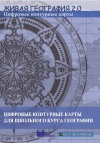 ЖИВАЯ ГЕОГРАФИЯ 2.0
Цифровые контурные карты
ЦИФРОВЫЕ КОНТУРНЫЕ КАРТЫ
ДЛЯ ШКОЛЬНОГО КУРСА ГЕОГРАФИИ